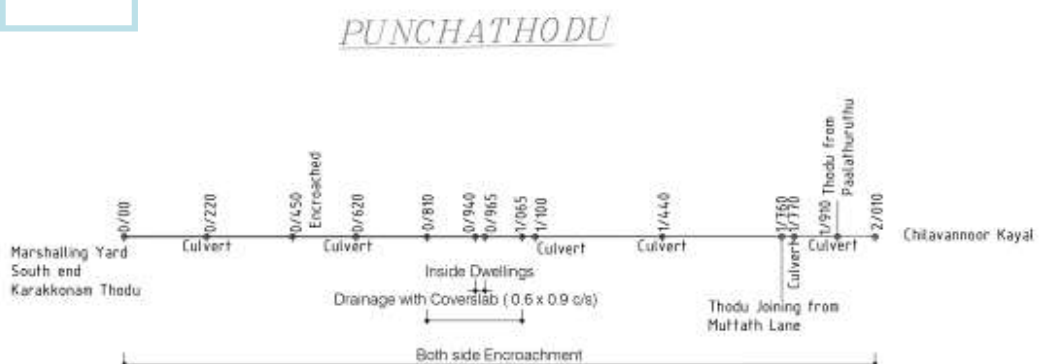 PUNCHATHODU
0/00
0/220
0/450
Encroached
0/620
0/810
0/940
0/965
1/065
1/100
1/440
1/760
1/770
1/910 Thodu from
Paalathuruthu
2/010
Marshalling Yard
South end
Karakkonam Thodu
Culvert
Culvert
Culvert
Culvert
Culvert
Culvert
Chilavannoor Kayal
Inside Dwellings
Drainage with Coverslab ( 0.6 x 0.9 c/s)
Thodu Joining from
Muttath Lane
Both side Encroachment